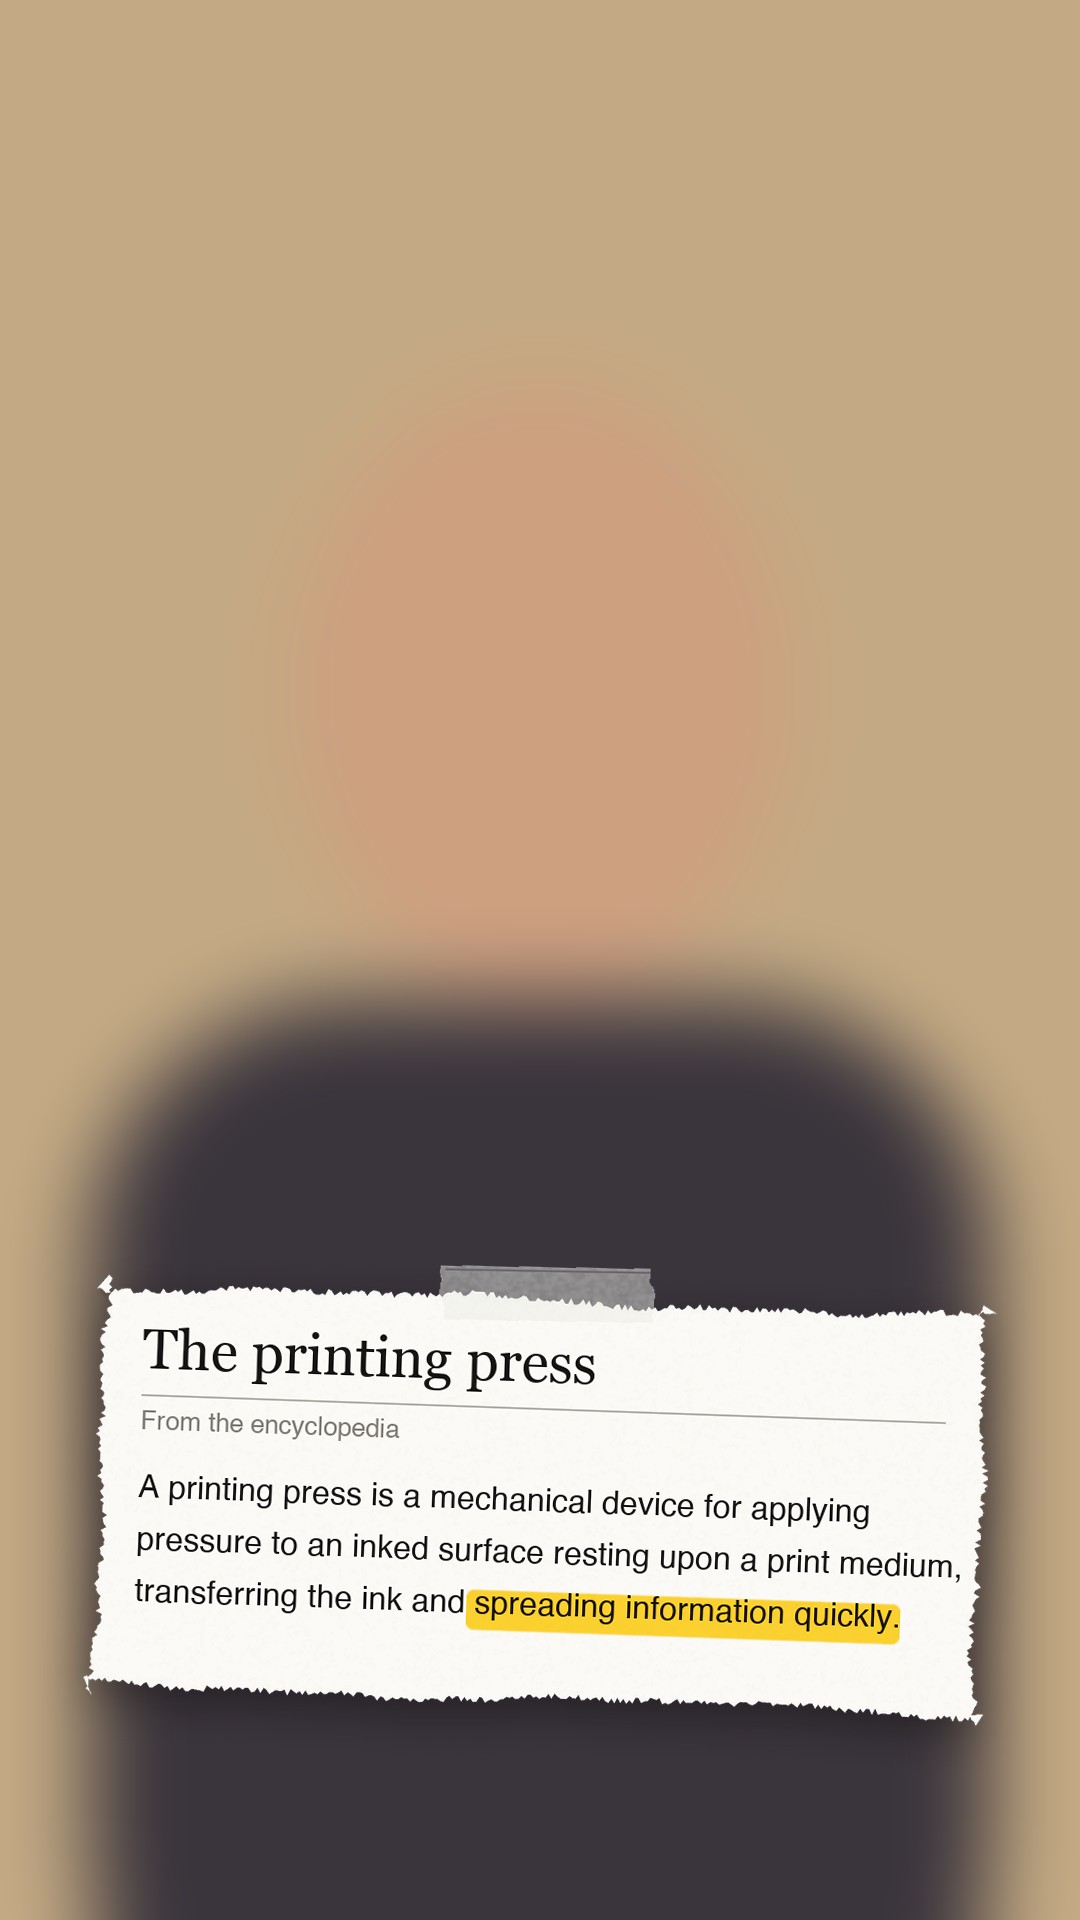 The printing press
From the encyclopedia
A printing press is a mechanical device for applying
pressure to an inked surface resting upon a print medium,
transferring the ink and spreading information quickly.